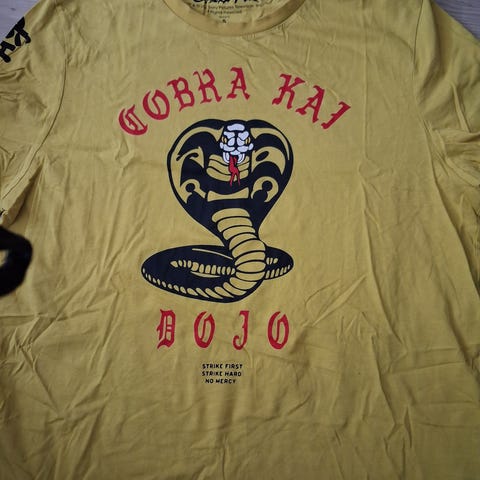 COBRA KAI
DOJO
STRIKE FIRST
STRIKE HARD
NO MERCY